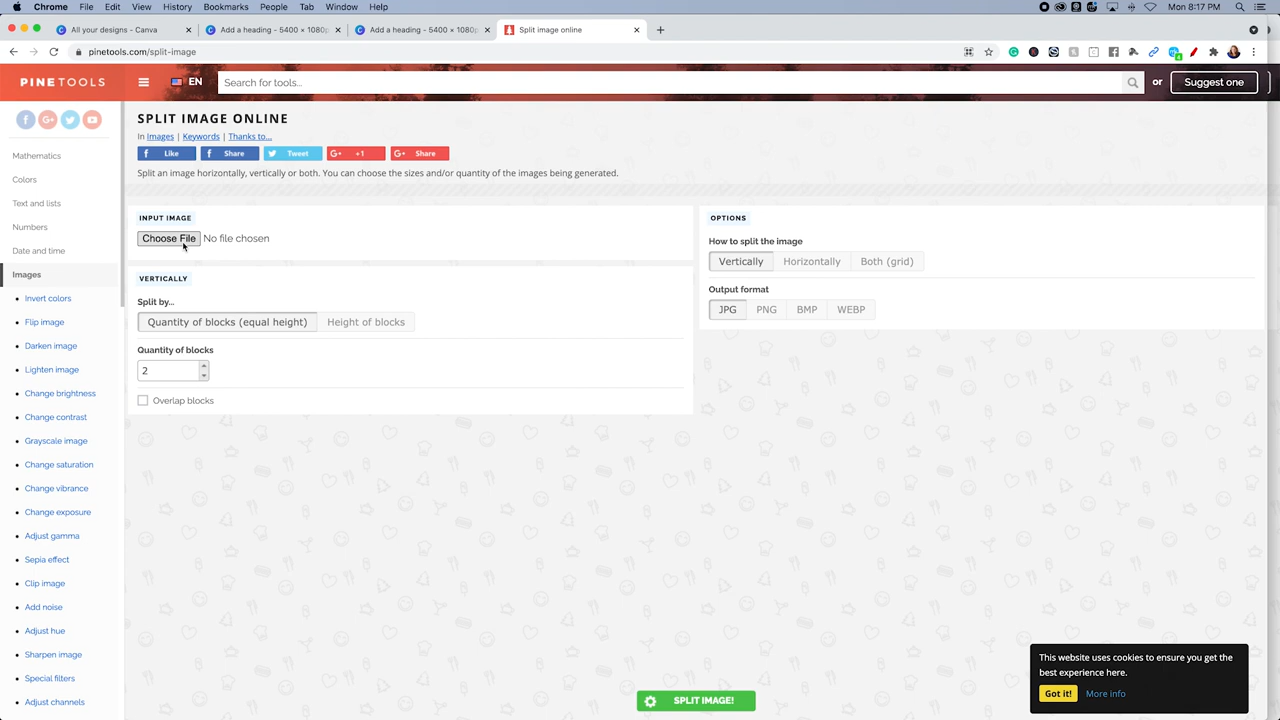 Chrome File Edit View History Bookmarks People Tab Window Help
Mon 8:17 PM
All your designs - Canva
Add a heading - 5400 × 1080p
Add a heading - 5400 × 1080p
Split image online
pinetools.com/split-image
PINETOOLS
EN
Search for tools...
or
Suggest one
SPLIT IMAGE ONLINE
In Images | Keywords | Thanks to...
Like
Share
Tweet
+1
Share
Split an image horizontally, vertically or both. You can choose the sizes and/or quantity of the images being generated.
Mathematics
Colors
Text and lists
Numbers
Date and time
Images
Invert colors
Flip image
Darken image
Lighten image
Change brightness
Change contrast
Grayscale image
Change saturation
Change vibrance
Change exposure
Adjust gamma
Sepia effect
Clip image
Add noise
Adjust hue
Sharpen image
Special filters
Adjust channels
INPUT IMAGE
Choose File No file chosen
VERTICALLY
Split by...
Quantity of blocks (equal height) Height of blocks
Quantity of blocks
2
Overlap blocks
OPTIONS
How to split the image
Vertically Horizontally Both (grid)
Output format
JPG PNG BMP WEBP
SPLIT IMAGE!
This website uses cookies to ensure you get the
best experience here.
Got it! More info